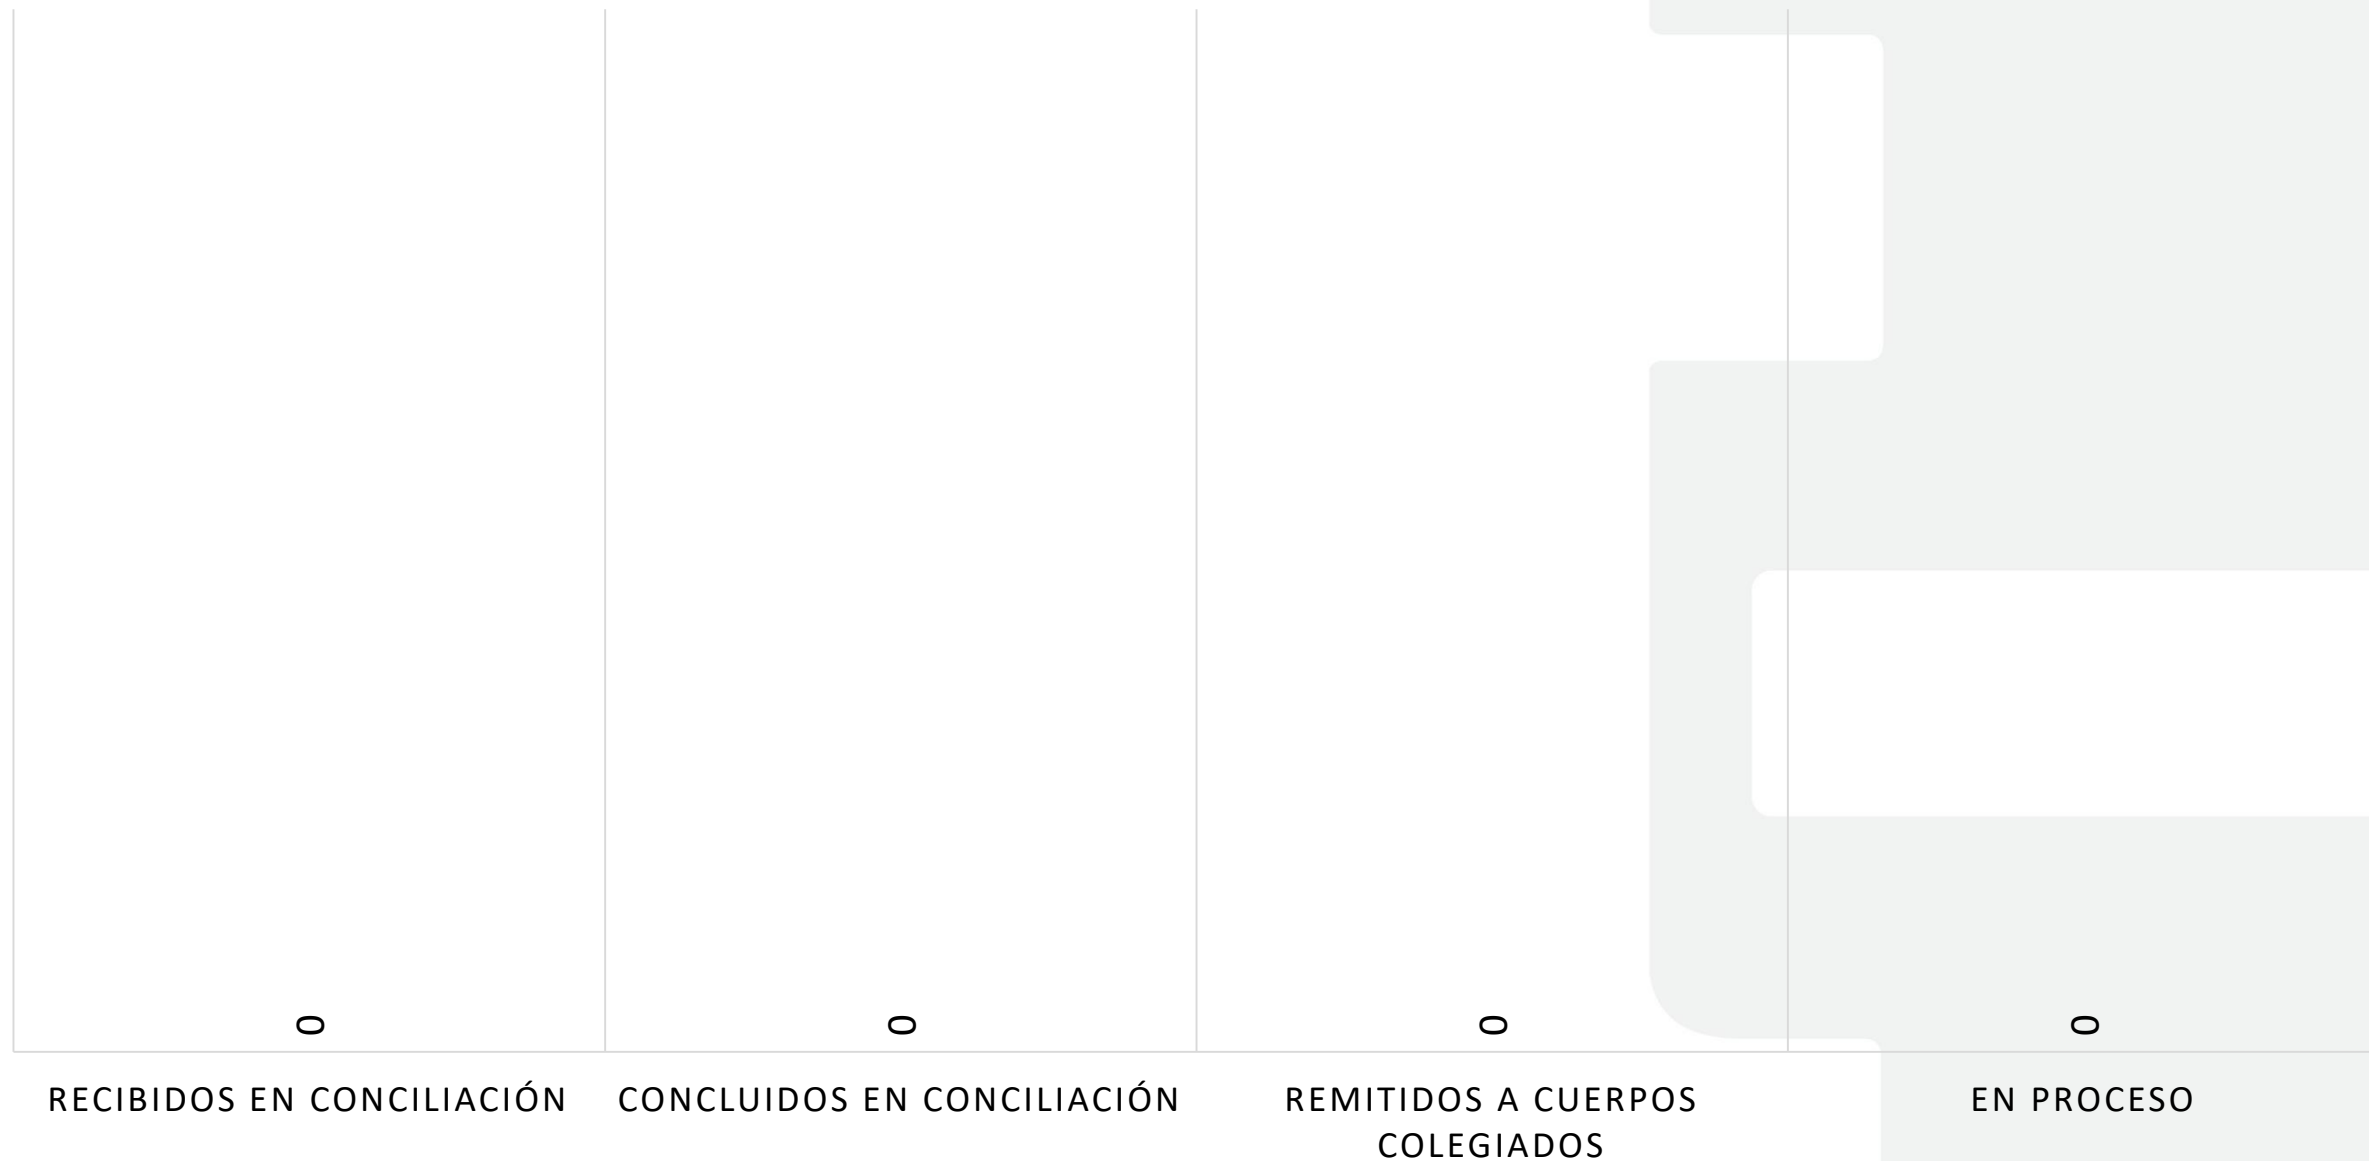 0 0 0 0
RECIBIDOS EN CONCILIACIÓN CONCLUIDOS EN CONCILIACIÓN REMITIDOS A CUERPOS EN PROCESO
COLEGIADOS